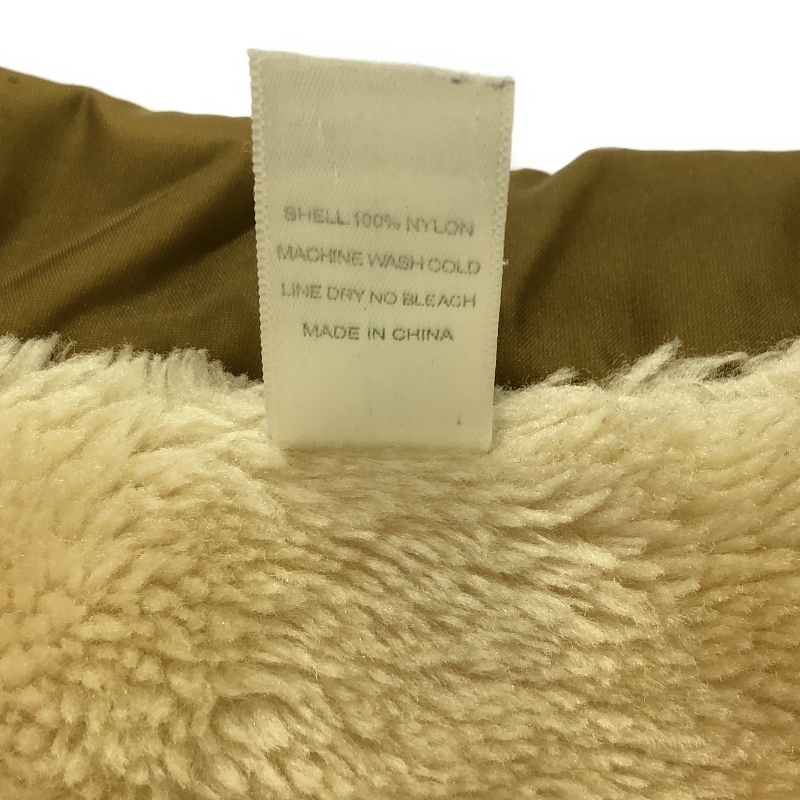 SHELL:100% NYLON
MACHINE WASH COLD
LINE DRY NO BLEACH
MADE IN CHINA